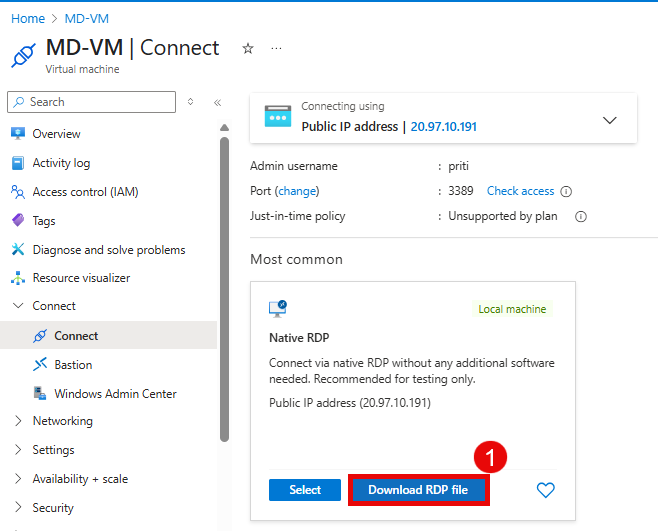 Home > MD-VM
MD-VM | Connect ☆ ···
Virtual machine
Search
Overview
Activity log
Access control (IAM)
Tags
Diagnose and solve problems
Resource visualizer
Connect
Connect
Bastion
Windows Admin Center
Networking
Settings
Availability + scale
Security
Connecting using
Public IP address | 20.97.10.191
Admin username : priti
Port (change) : 3389 Check access
Just-in-time policy : Unsupported by plan
Most common
Local machine
Native RDP
Connect via native RDP without any additional software
needed. Recommended for testing only.
Public IP address (20.97.10.191)
1
Select Download RDP file